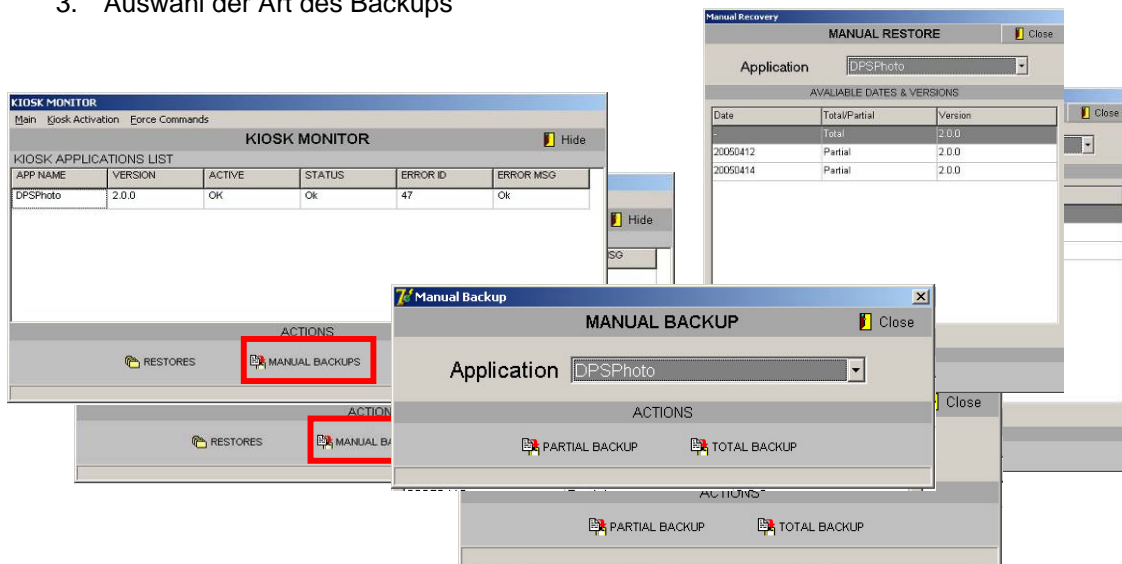 3. Auswahl der Art des Backups
Manual Recovery
MANUAL RESTORE Close
Application DPSPhoto
AVALIABLE DATES & VERSIONS
Date Total/Partial Version
- Total 2.0.0
20050412 Partial 2.0.0
20050414 Partial 2.0.0
Close
KIOSK MONITOR
Main Kiosk Activation Force Commands
KIOSK MONITOR Hide
KIOSK APPLICATIONS LIST
APP NAME VERSION ACTIVE STATUS ERROR ID ERROR MSG
DPSPhoto 2.0.0 OK Ok 47 Ok
ACTIONS
RESTORES MANUAL BACKUPS
Hide
SG
Manual Backup
MANUAL BACKUP Close
Application DPSPhoto
ACTIONS
PARTIAL BACKUP TOTAL BACKUP
ACTION
RESTORES MANUAL BA
Close
ACTIONS
PARTIAL BACKUP TOTAL BACKUP